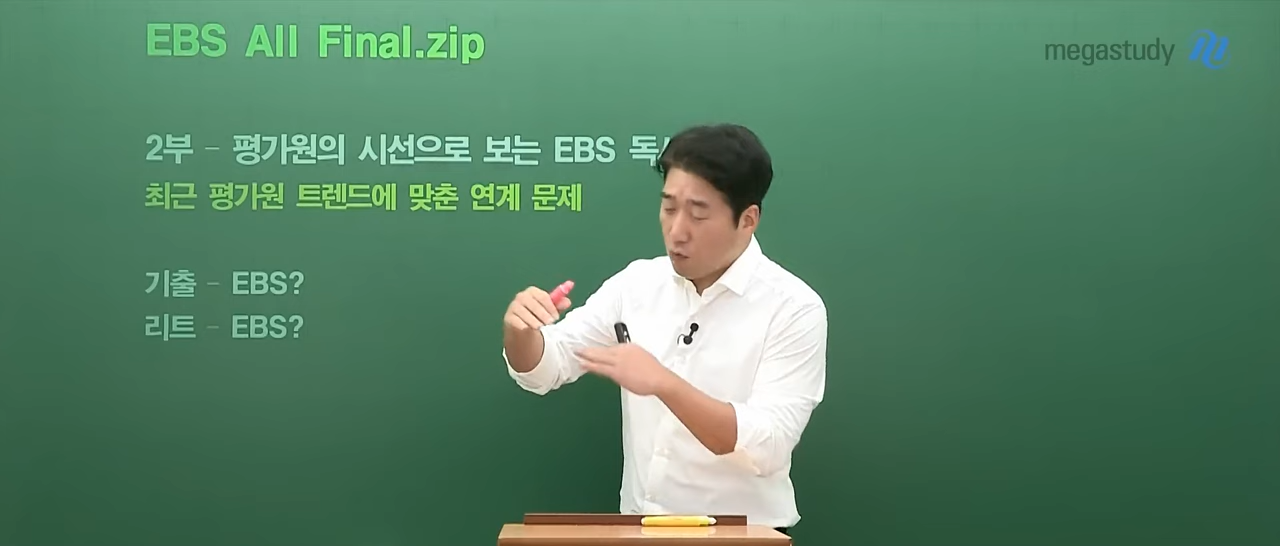 EBS All Final.zip
megastudy
2부 - 평가원의 시선으로 보는 EBS
최근 평가원 트렌드에 맞춘 연계 문제
기출 - EBS?
리트 - EBS?